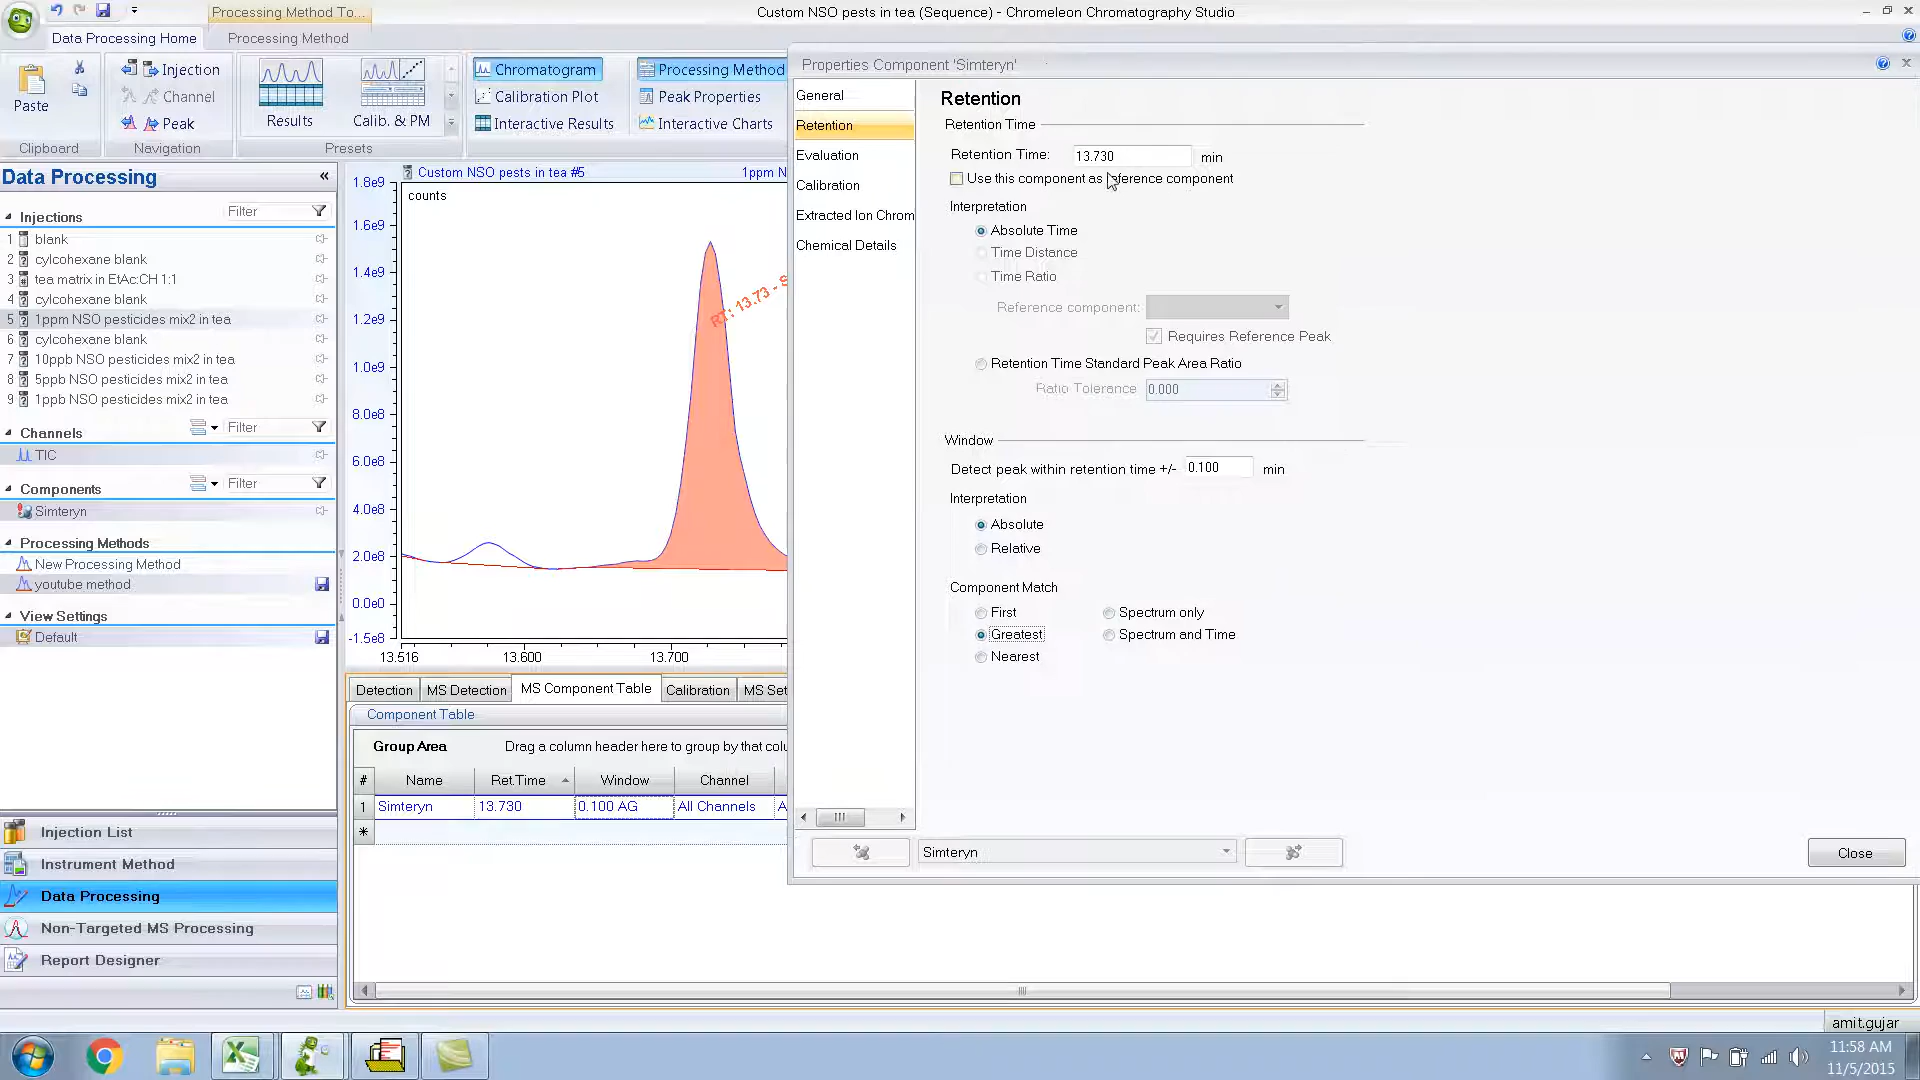 Processing Method To...
Custom NSO pests in tea (Sequence) - Chromeleon Chromatography Studio
Data Processing Home
Processing Method
Paste
Injection
Channel
Peak
Results
Calib. & PM
Chromatogram
Calibration Plot
Interactive Results
Processing Method
Peak Properties
Interactive Charts
Clipboard
Navigation
Presets
Data Processing
Injections
Filter
1 blank
2 cylcohexane blank
3 tea matrix in EtAc:CH 1:1
4 cylcohexane blank
5 1ppm NSO pesticides mix2 in tea
6 cylcohexane blank
7 10ppb NSO pesticides mix2 in tea
8 5ppb NSO pesticides mix2 in tea
9 1ppb NSO pesticides mix2 in tea
Channels
Filter
TIC
Components
Filter
Simteryn
Processing Methods
New Processing Method
youtube method
View Settings
Default
Injection List
Instrument Method
Data Processing
Non-Targeted MS Processing
Report Designer
Custom NSO pests in tea #5
1ppm N
counts
1.8e9
1.6e9
1.4e9
1.2e9
1.0e9
8.0e8
6.0e8
4.0e8
2.0e8
0.0e0
-1.5e8
13.516
13.600
13.700
RT: 13.73 - S
Detection
MS Detection
MS Component Table
Calibration
MS Set
Component Table
Group Area
Drag a column header here to group by that colu
# Name Ret.Time Window Channel
1 Simteryn 13.730 0.100 AG All Channels A
Properties Component 'Simteryn'
General
Retention
Evaluation
Calibration
Extracted Ion Chrom
Chemical Details
Retention
Retention Time
Retention Time: 13.730 min
Use this component as reference component
Interpretation
Absolute Time
Time Distance
Time Ratio
Reference component:
Requires Reference Peak
Retention Time Standard Peak Area Ratio
Ratio Tolerance 0.000
Window
Detect peak within retention time +/- 0.100 min
Interpretation
Absolute
Relative
Component Match
First
Spectrum only
Greatest
Spectrum and Time
Nearest
Simteryn
Close
amit.gujar
11:58 AM
11/5/2015